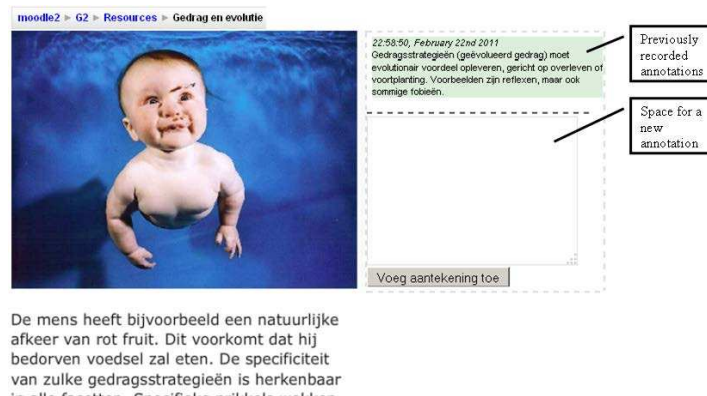 moodle2 ► G2 ► Resources ► Gedrag en evolutie
22:58:50, February 22nd 2011
Gedragsstrategieën (geëvolueerd gedrag) moet
evolutionair voordeel opleveren, gericht op overleven of
voortplanting. Voorbeelden zijn reflexen, maar ook
sommige fobieën.
Previously
recorded
annotations
Space for a
new
annotation
Voeg aantekening toe
De mens heeft bijvoorbeeld een natuurlijke
afkeer van rot fruit. Dit voorkomt dat hij
bedorven voedsel zal eten. De specificiteit
van zulke gedragsstrategieën is herkenbaar